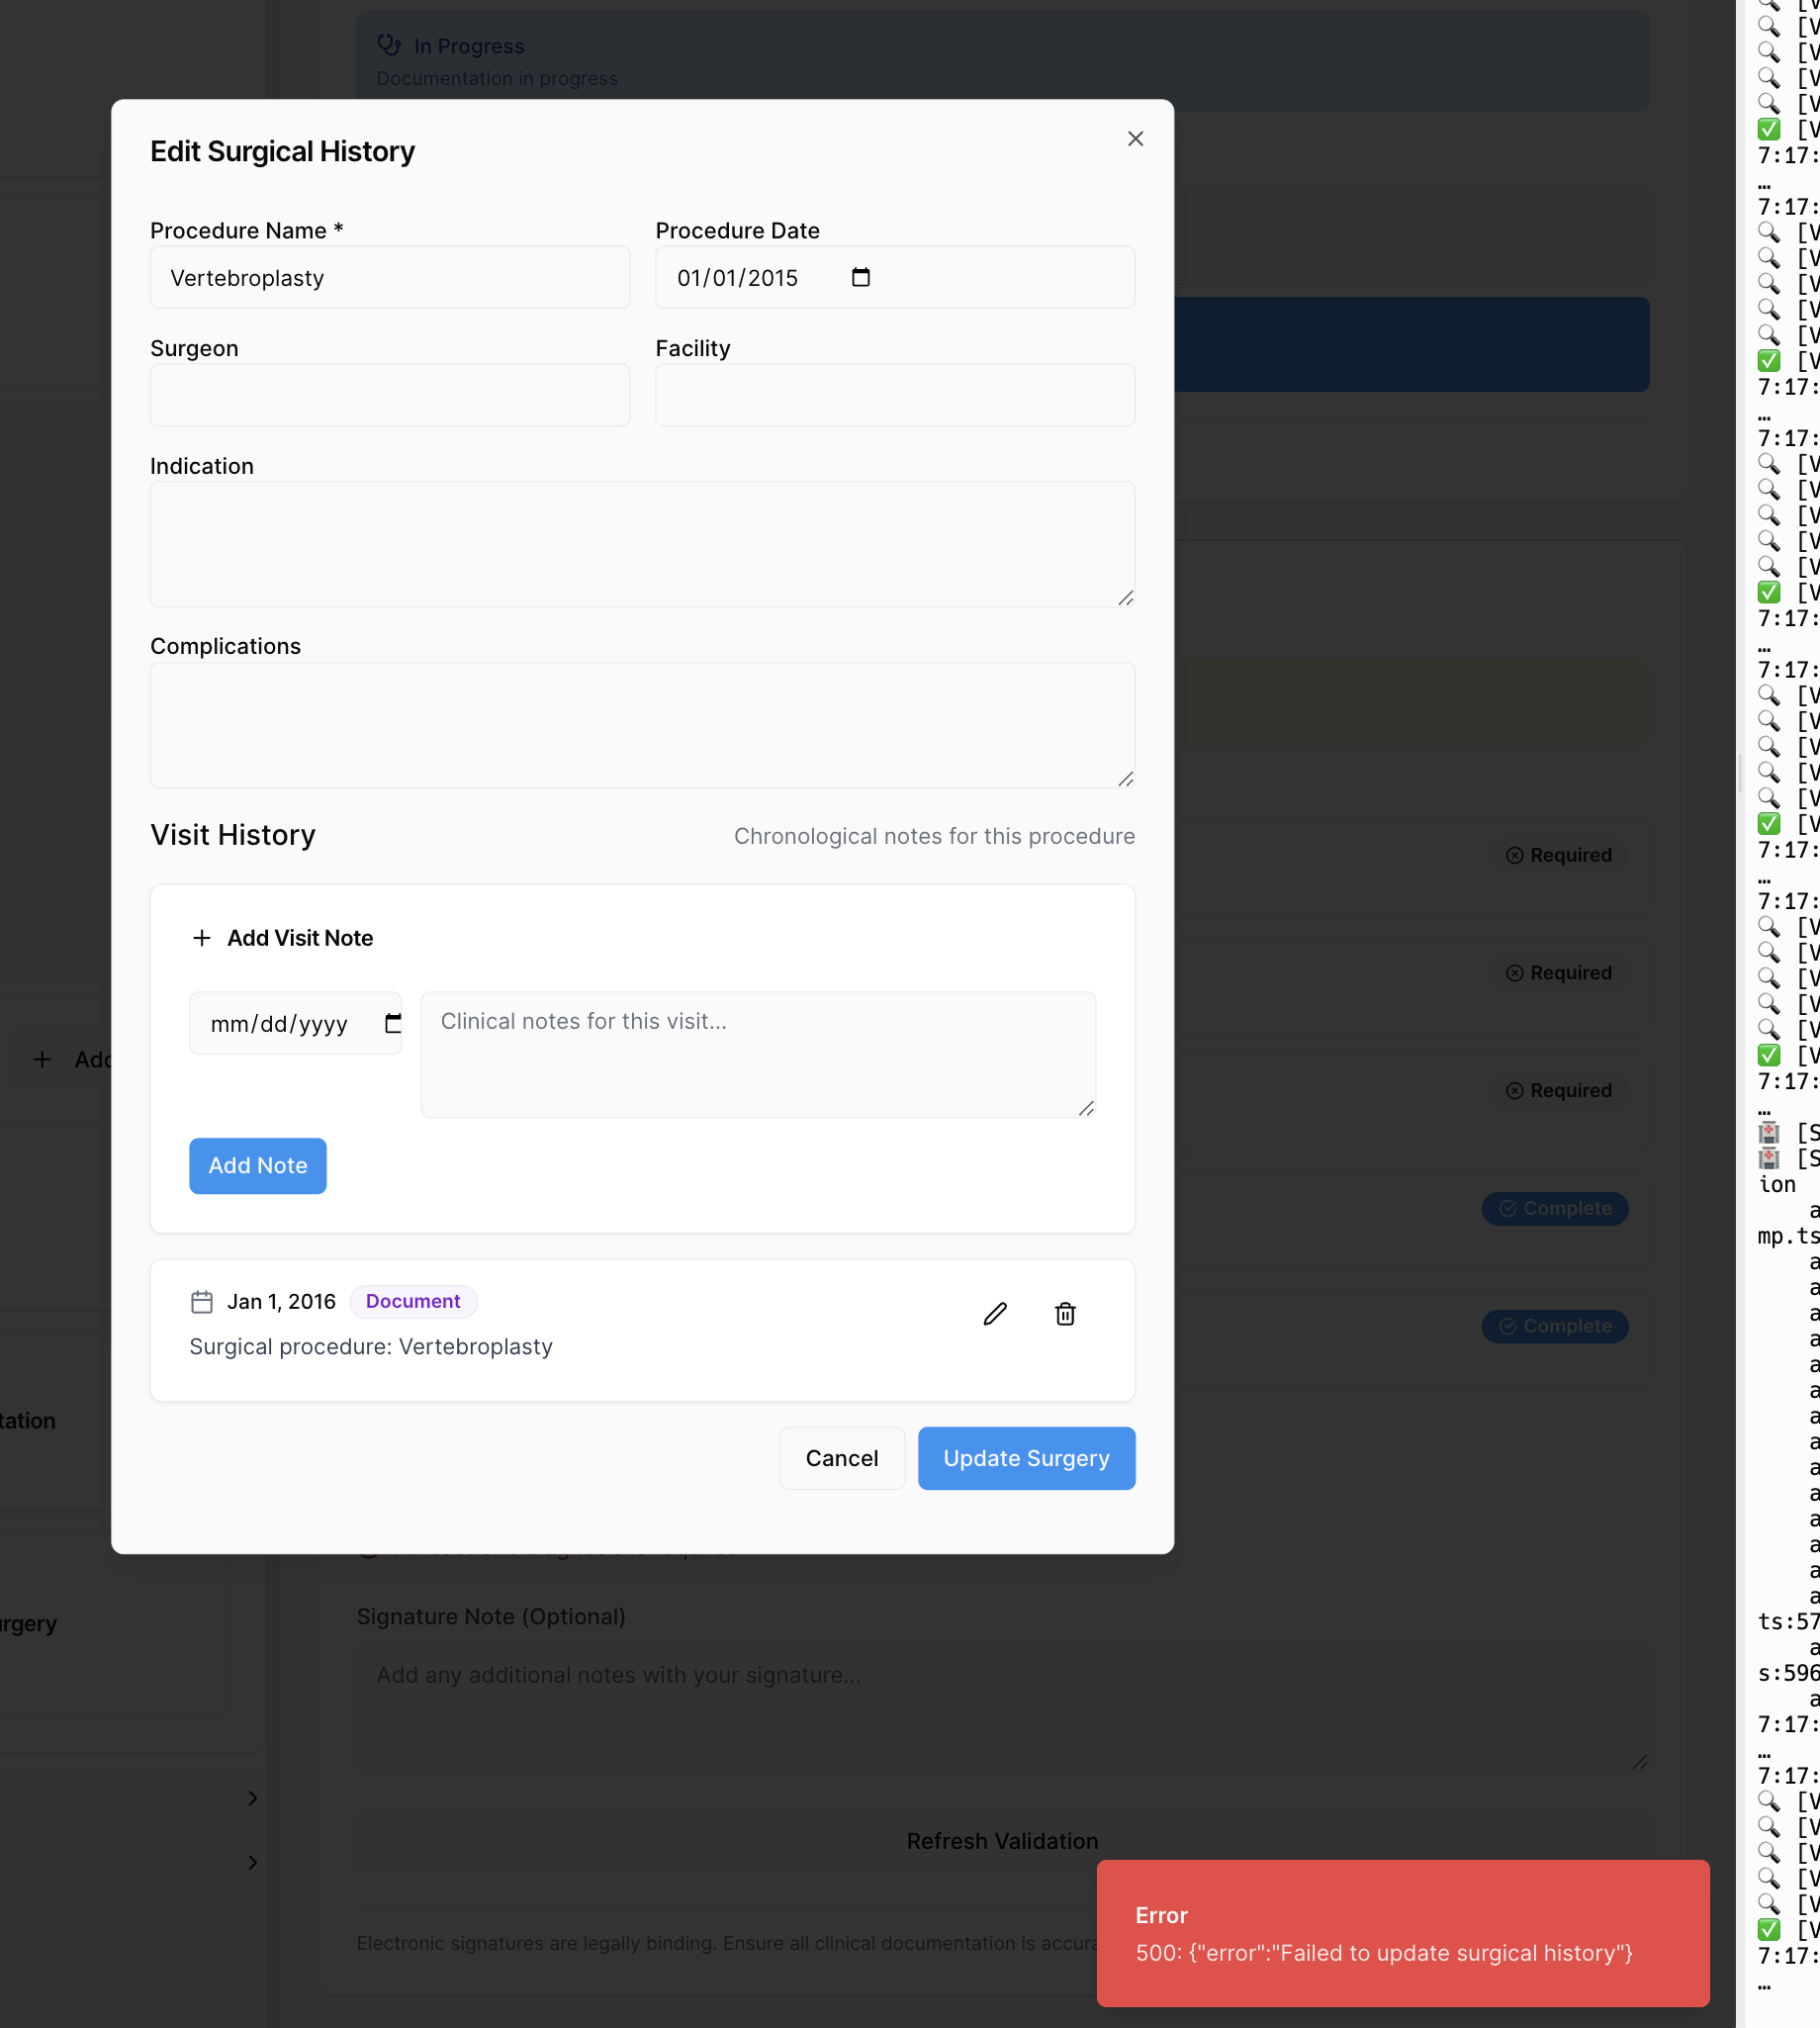 In Progress
Documentation in progress
Edit Surgical History
Procedure Name *
Procedure Date
Vertebroplasty
01/01/2015
Surgeon
Facility
Indication
Complications
Visit History
Chronological notes for this procedure
Add Visit Note
mm/dd/yyyy
Clinical notes for this visit...
Add Note
Jan 1, 2016
Document
Surgical procedure: Vertebroplasty
Cancel
Update Surgery
Required
Required
Required
Complete
Complete
+ Add
tation
urgery
Signature Note (Optional)
Add any additional notes with your signature...
Refresh Validation
Electronic signatures are legally binding. Ensure all clinical documentation is accura
Error
500: {"error":"Failed to update surgical history"}
[V
[V
[V
[V
[V
[V
7:17:
…
7:17:
[V
[V
[V
[V
[V
[V
7:17:
…
7:17:
[V
[V
[V
[V
[V
[V
7:17:
…
7:17:
[V
[V
[V
[V
[V
[V
7:17:
…
7:17:
[V
[V
[V
[V
[V
[V
7:17:
…
[S
[S
ion
a
mp.ts
a
a
a
a
a
a
a
a
a
a
a
a
a
a
ts:57
a
s:596
a
7:17:
…
7:17:
[V
[V
[V
[V
[V
[V
7:17:
…